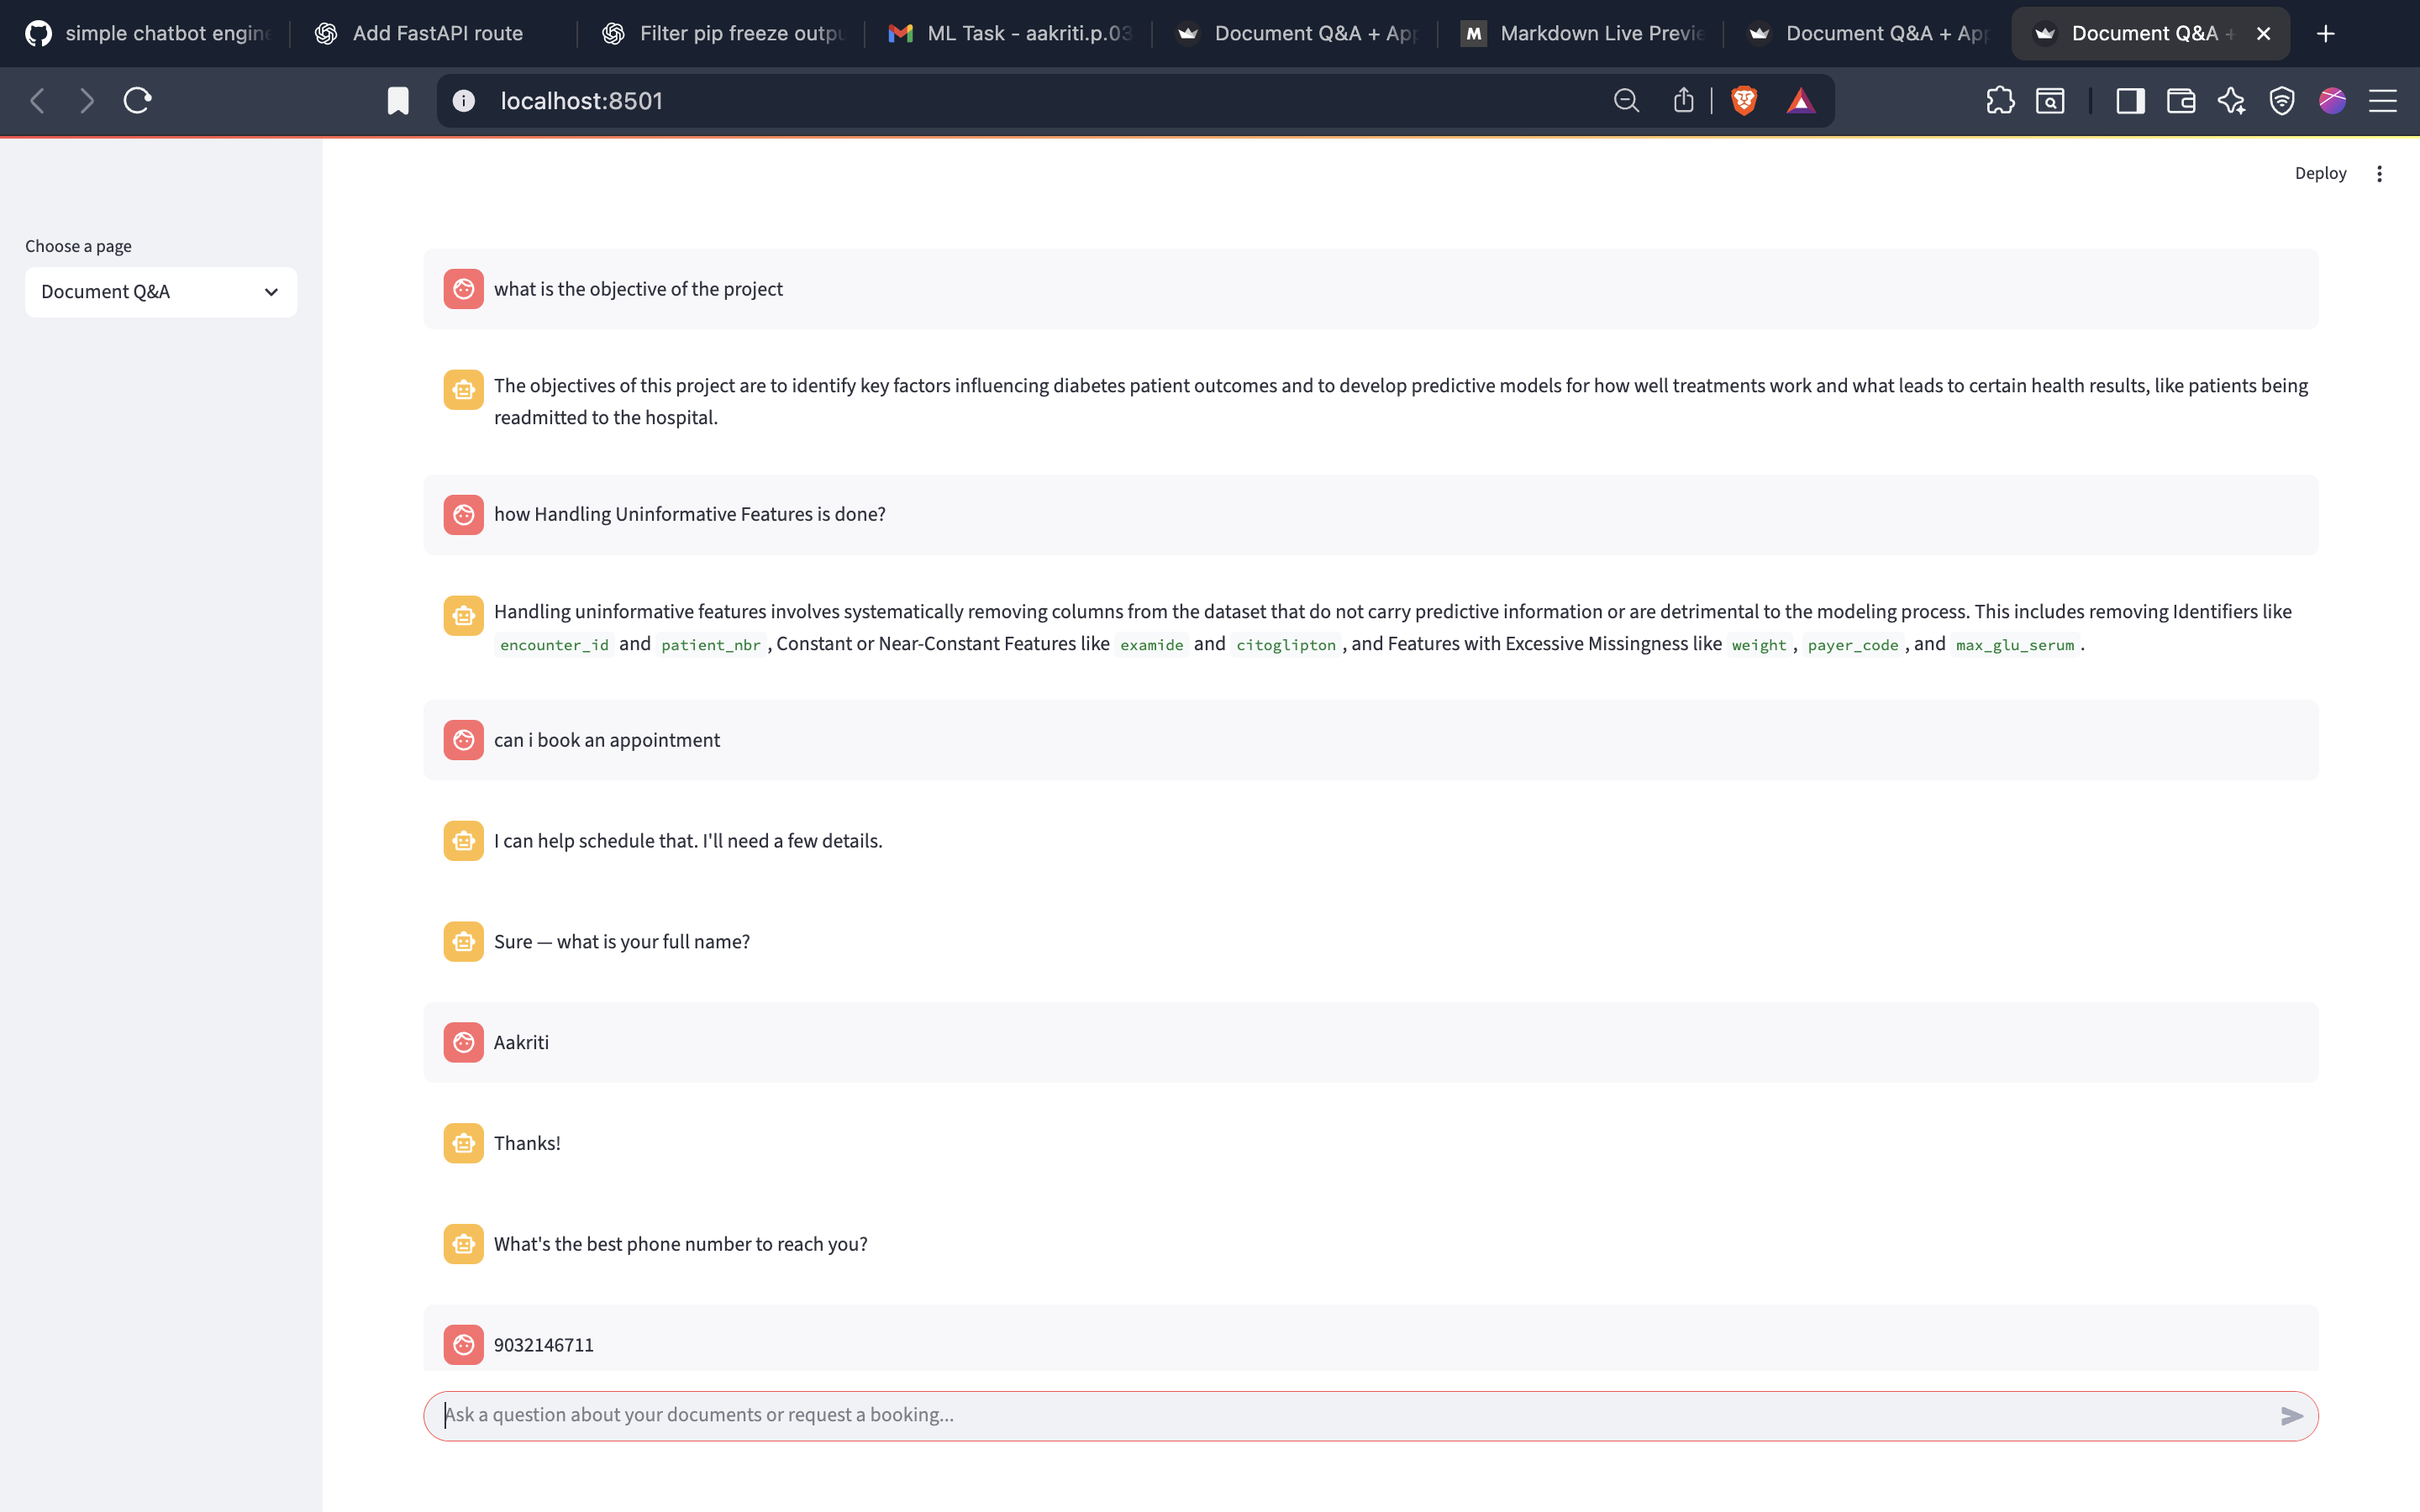 simple chatbot engine
Add FastAPI route
Filter pip freeze outpu
ML Task - aakriti.p.03
Document Q&A + App
M Markdown Live Previe
Document Q&A + App
Document Q&A +
localhost:8501
Deploy
Choose a page
Document Q&A
what is the objective of the project
The objectives of this project are to identify key factors influencing diabetes patient outcomes and to develop predictive models for how well treatments work and what leads to certain health results, like patients being
readmitted to the hospital.
how Handling Uninformative Features is done?
Handling uninformative features involves systematically removing columns from the dataset that do not carry predictive information or are detrimental to the modeling process. This includes removing Identifiers like
encounter_id and patient_nbr , Constant or Near-Constant Features like examide and citoglipton , and Features with Excessive Missingness like weight , payer_code , and max_glu_serum .
can i book an appointment
I can help schedule that. I'll need a few details.
Sure — what is your full name?
Aakriti
Thanks!
What's the best phone number to reach you?
9032146711
Ask a question about your documents or request a booking...